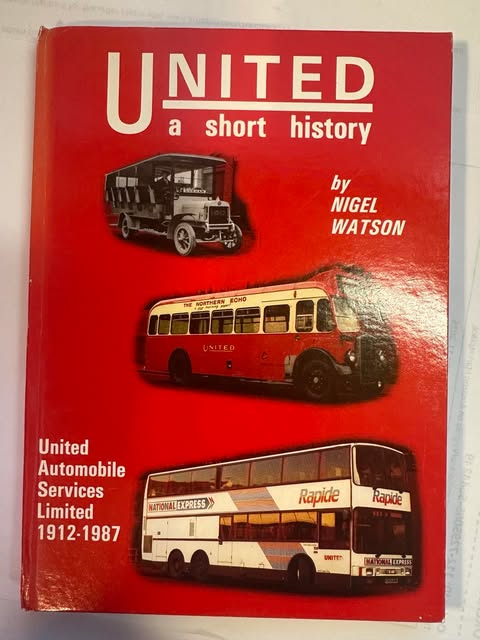 UNITED
a short history
by
NIGEL
WATSON
THE NORTHERN ECHO
UNITED
United
Automobile
Services
Limited
1912-1987
NATIONAL EXPRESS
Rapide
Rapide
UNITED
NATIONAL EXPRESS